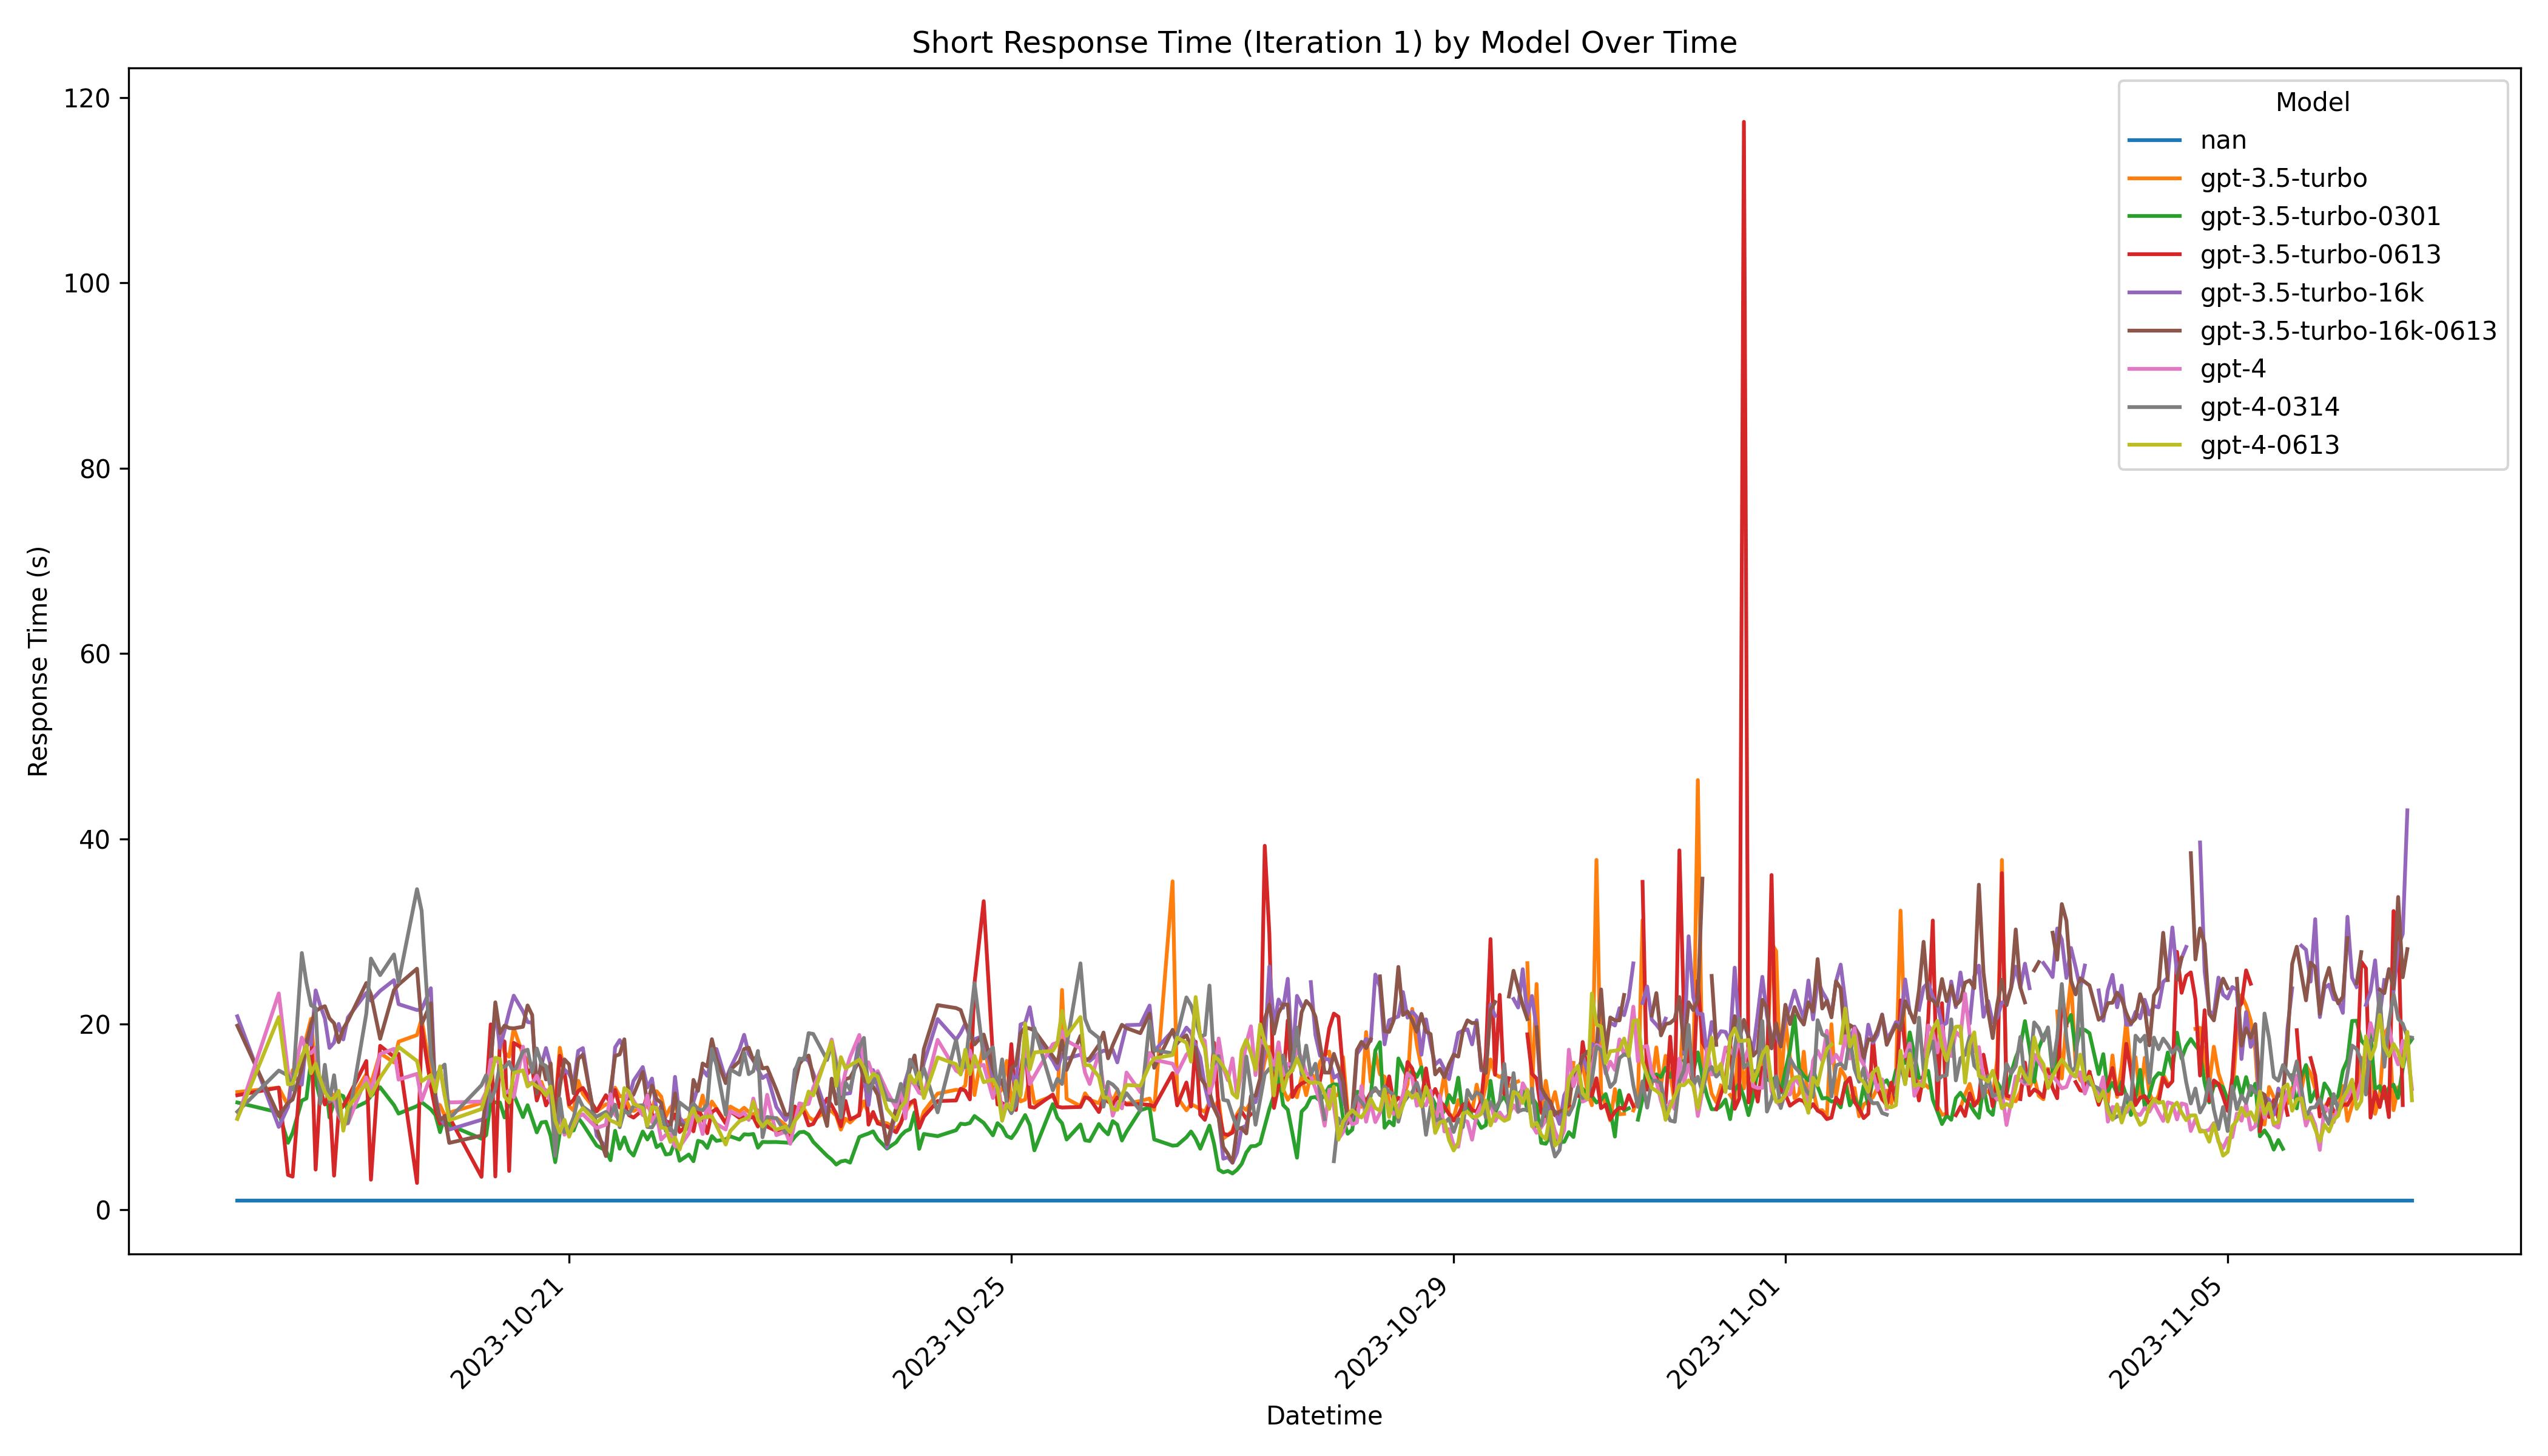 Short Response Time (Iteration 1) by Model Over Time
120
100
80
60
40
20
0
Response Time (s)
Model
nan
gpt-3.5-turbo
gpt-3.5-turbo-0301
gpt-3.5-turbo-0613
gpt-3.5-turbo-16k
gpt-3.5-turbo-16k-0613
gpt-4
gpt-4-0314
gpt-4-0613
2023-10-21
2023-10-25
2023-10-29
2023-11-01
2023-11-05
Datetime